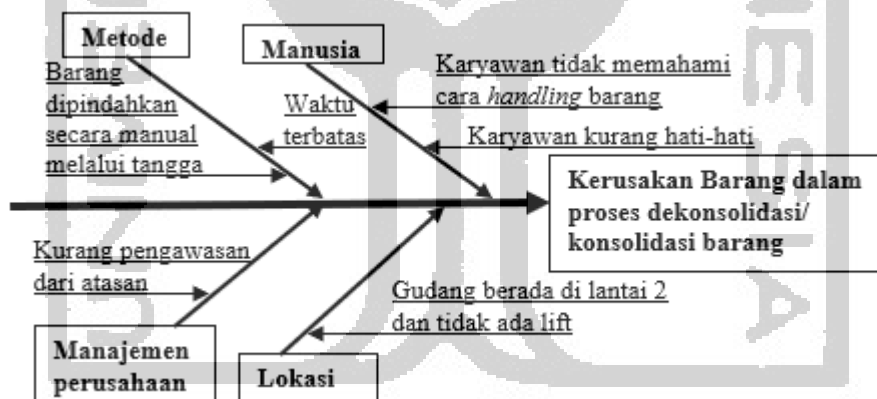 Metode
Manusia
Barang
dipindahkan
secara manual
melalui tangga
Waktu
terbatas
Karyawan tidak memahami
cara handling barang
Karyawan kurang hati-hati
Kerusakan Barang dalam
proses dekonsolidasi/
konsolidasi barang
Kurang pengawasan
dari atasan
Gudang berada di lantai 2
dan tidak ada lift
Manajemen
perusahaan
Lokasi